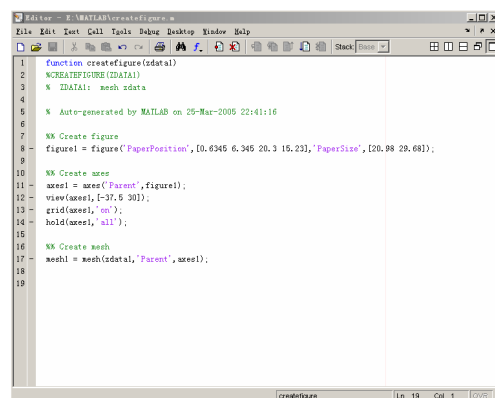 Editor - E:\MATLAB\createfigure.m
File Edit Text Cell Tools Debug Desktop Window Help
Stack: Base
1 function createfigure(zdata1)
2 %CREATEFIGURE(ZDATA1)
3 %  ZDATA1:  mesh zdata
4
5 %  Auto-generated by MATLAB on 25-Mar-2005 22:41:16
6
7 %% Create figure
8 - figure1 = figure('PaperPosition',[0.6345 6.345 20.3 15.23],'PaperSize',[20.98 29.68]);
9
10 %% Create axes
11 - axes1 = axes('Parent',figure1);
12 - view(axes1,[-37.5 30]);
13 - grid(axes1,'on');
14 - hold(axes1,'all');
15
16 %% Create mesh
17 - mesh1 = mesh(zdata1,'Parent',axes1);
18
19
createfigure Ln 19 Col 1 OVR